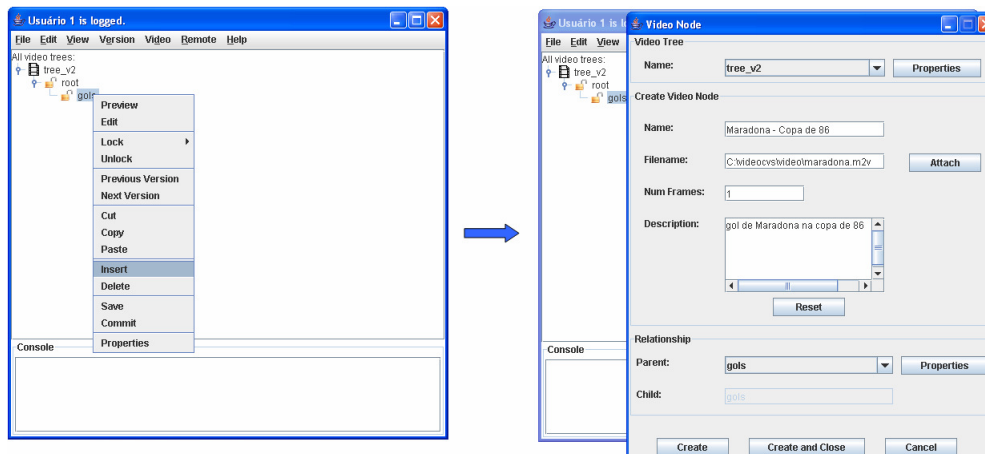 Usuário 1 is logged.
File Edit View Version Video Remote Help
All video trees:
tree_v2
root
gols
Preview
Edit
Lock
Unlock
Previous Version
Next Version
Cut
Copy
Paste
Insert
Delete
Save
Commit
Properties
Console
Usuário 1 is l
File Edit View
All video trees:
tree_v2
root
gols
Console
Video Node
Video Tree
Name: tree_v2 Properties
Create Video Node
Name: Maradona - Copa de 86
Filename: C:\videocvs\video\maradona.m2v Attach
Num Frames: 1
Description: gol de Maradona na copa de 86
Reset
Relationship
Parent: gols Properties
Child: gols
Create Create and Close Cancel